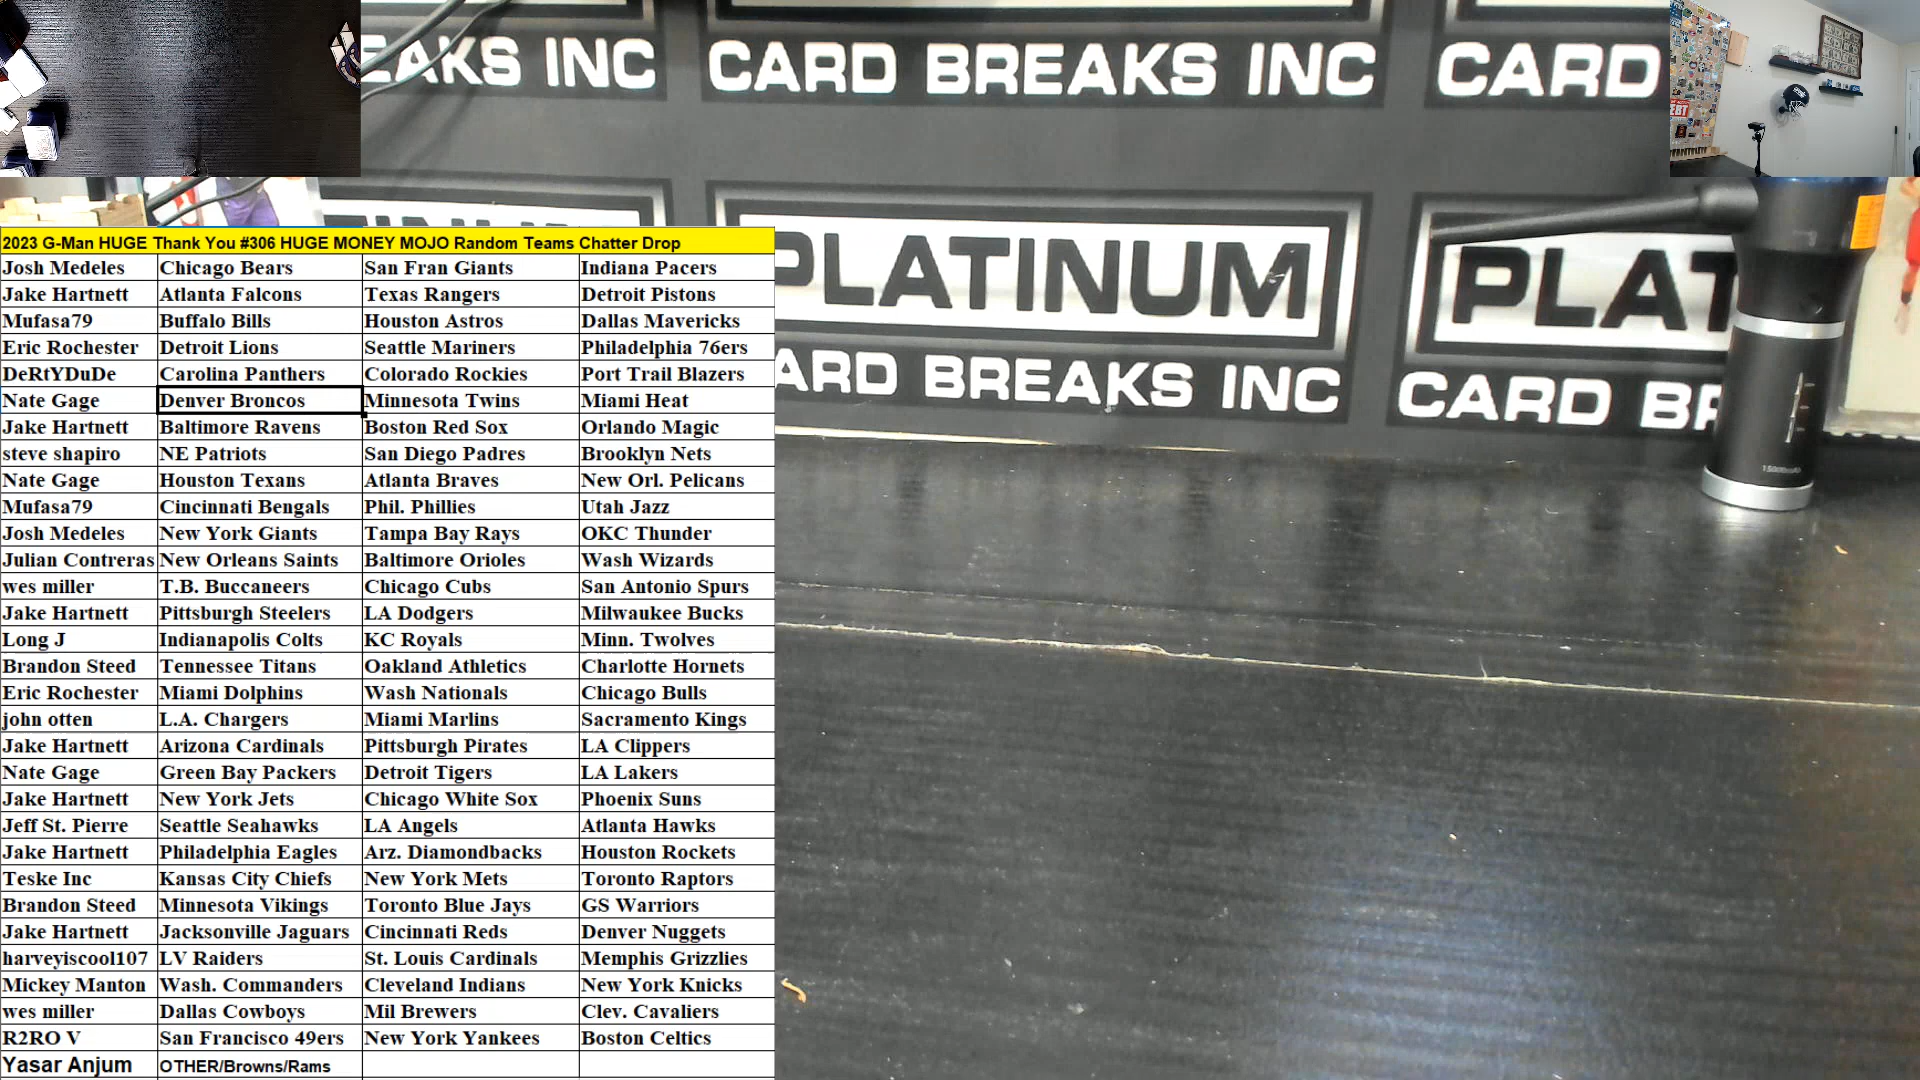 EAKS INC CARD BREAKS INC CARD
PLATINUM PLAT
ARD BREAKS INC CARD BR
2023 G-Man HUGE Thank You #306 HUGE MONEY MOJO Random Teams Chatter Drop
Josh Medeles Chicago Bears San Fran Giants Indiana Pacers
Jake Hartnett Atlanta Falcons Texas Rangers Detroit Pistons
Mufasa79 Buffalo Bills Houston Astros Dallas Mavericks
Eric Rochester Detroit Lions Seattle Mariners Philadelphia 76ers
DeRtYDuDe Carolina Panthers Colorado Rockies Port Trail Blazers
Nate Gage Denver Broncos Minnesota Twins Miami Heat
Jake Hartnett Baltimore Ravens Boston Red Sox Orlando Magic
steve shapiro NE Patriots San Diego Padres Brooklyn Nets
Nate Gage Houston Texans Atlanta Braves New Orl. Pelicans
Mufasa79 Cincinnati Bengals Phil. Phillies Utah Jazz
Josh Medeles New York Giants Tampa Bay Rays OKC Thunder
Julian Contreras New Orleans Saints Baltimore Orioles Wash Wizards
wes miller T.B. Buccaneers Chicago Cubs San Antonio Spurs
Jake Hartnett Pittsburgh Steelers LA Dodgers Milwaukee Bucks
Long J Indianapolis Colts KC Royals Minn. Twolves
Brandon Steed Tennessee Titans Oakland Athletics Charlotte Hornets
Eric Rochester Miami Dolphins Wash Nationals Chicago Bulls
john otten L.A. Chargers Miami Marlins Sacramento Kings
Jake Hartnett Arizona Cardinals Pittsburgh Pirates LA Clippers
Nate Gage Green Bay Packers Detroit Tigers LA Lakers
Jake Hartnett New York Jets Chicago White Sox Phoenix Suns
Jeff St. Pierre Seattle Seahawks LA Angels Atlanta Hawks
Jake Hartnett Philadelphia Eagles Arz. Diamondbacks Houston Rockets
Teske Inc Kansas City Chiefs New York Mets Toronto Raptors
Brandon Steed Minnesota Vikings Toronto Blue Jays GS Warriors
Jake Hartnett Jacksonville Jaguars Cincinnati Reds Denver Nuggets
harveyiscool107 LV Raiders St. Louis Cardinals Memphis Grizzlies
Mickey Manton Wash. Commanders Cleveland Indians New York Knicks
wes miller Dallas Cowboys Mil Brewers Clev. Cavaliers
R2RO V San Francisco 49ers New York Yankees Boston Celtics
Yasar Anjum OTHER/Browns/Rams